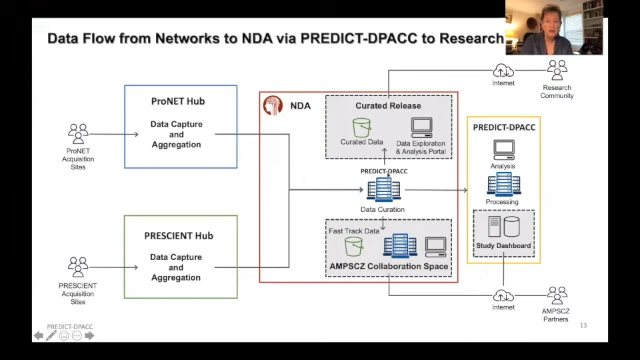 Data Flow from Networks to NDA via PREDICT-DPACC to Research
ProNET Hub
Data Capture
and
Aggregation
ProNET
Acquisition
Sites
PRESCIENT Hub
Data Capture
and
Aggregation
PRESCIENT
Acquisition
Sites
NDA
Curated Release
Curated Data
Data Exploration
& Analysis Portal
PREDICT-DPACC
Data Curation
Fast Track Data
AMPSCZ Collaboration Space
Internet
Research
Community
PREDICT-DPACC
Analysis
Processing
Study Dashboard
Internet
AMPSCZ
Partners
PREDICT-DPACC
13